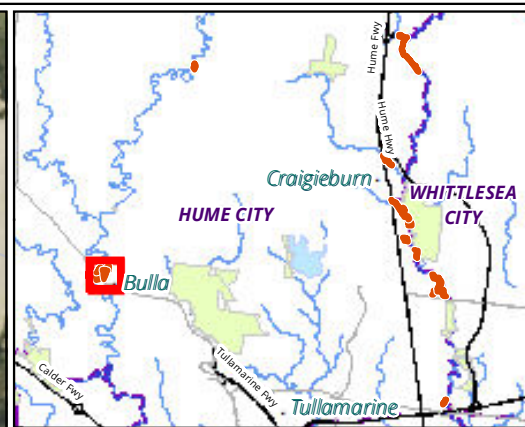 Hume Fwy
Hume Hwy
Craigieburn
WHITTLESEA
CITY
HUME CITY
Bulla
Tullamarine Fwy
Calder Fwy
Tullamarine